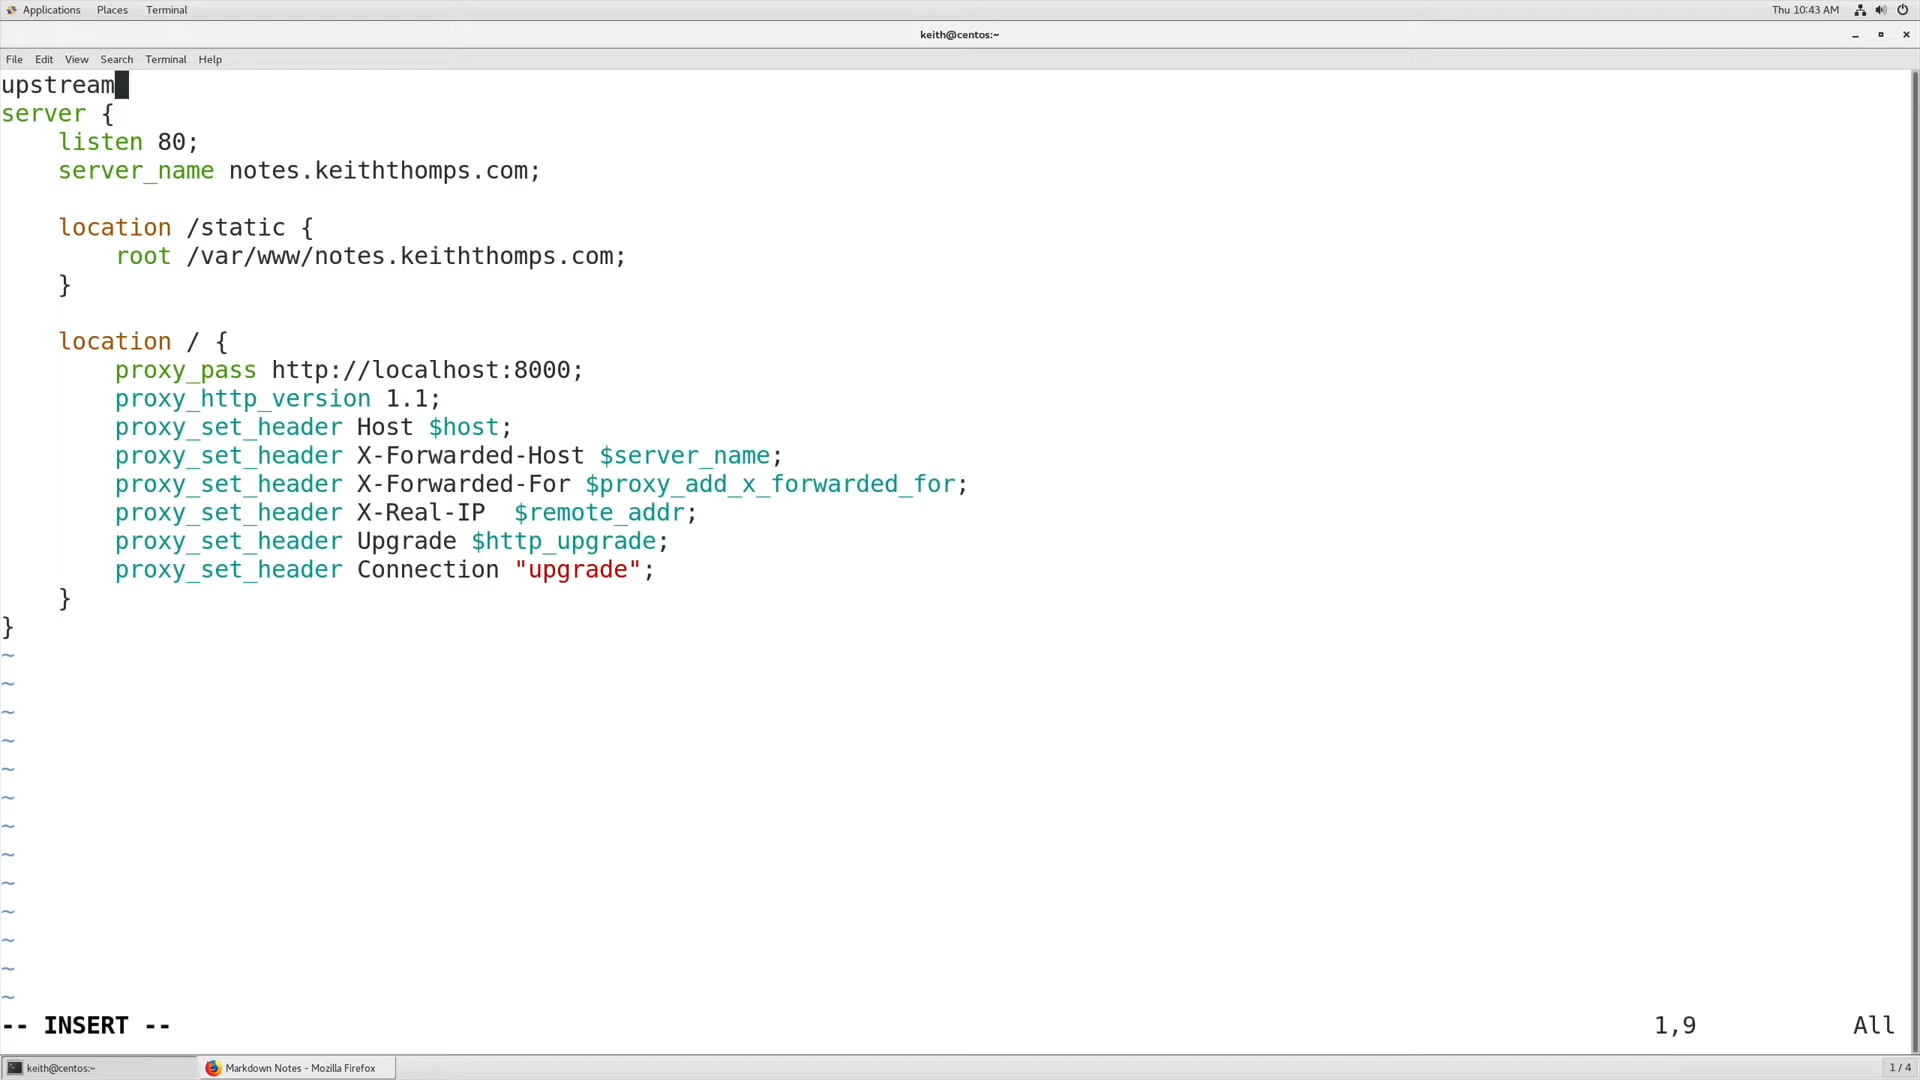 Applications Places Terminal Thu 10:43 AM
keith@centos:~
File Edit View Search Terminal Help
upstream
server {
    listen 80;
    server_name notes.keiththomps.com;

    location /static {
        root /var/www/notes.keiththomps.com;
    }

    location / {
        proxy_pass http://localhost:8000;
        proxy_http_version 1.1;
        proxy_set_header Host $host;
        proxy_set_header X-Forwarded-Host $server_name;
        proxy_set_header X-Forwarded-For $proxy_add_x_forwarded_for;
        proxy_set_header X-Real-IP  $remote_addr;
        proxy_set_header Upgrade $http_upgrade;
        proxy_set_header Connection "upgrade";
    }
}
~
~
~
~
~
~
~
~
~
~
~
~
~
-- INSERT -- 1,9 All
keith@centos:~ Markdown Notes - Mozilla Firefox 1 / 4